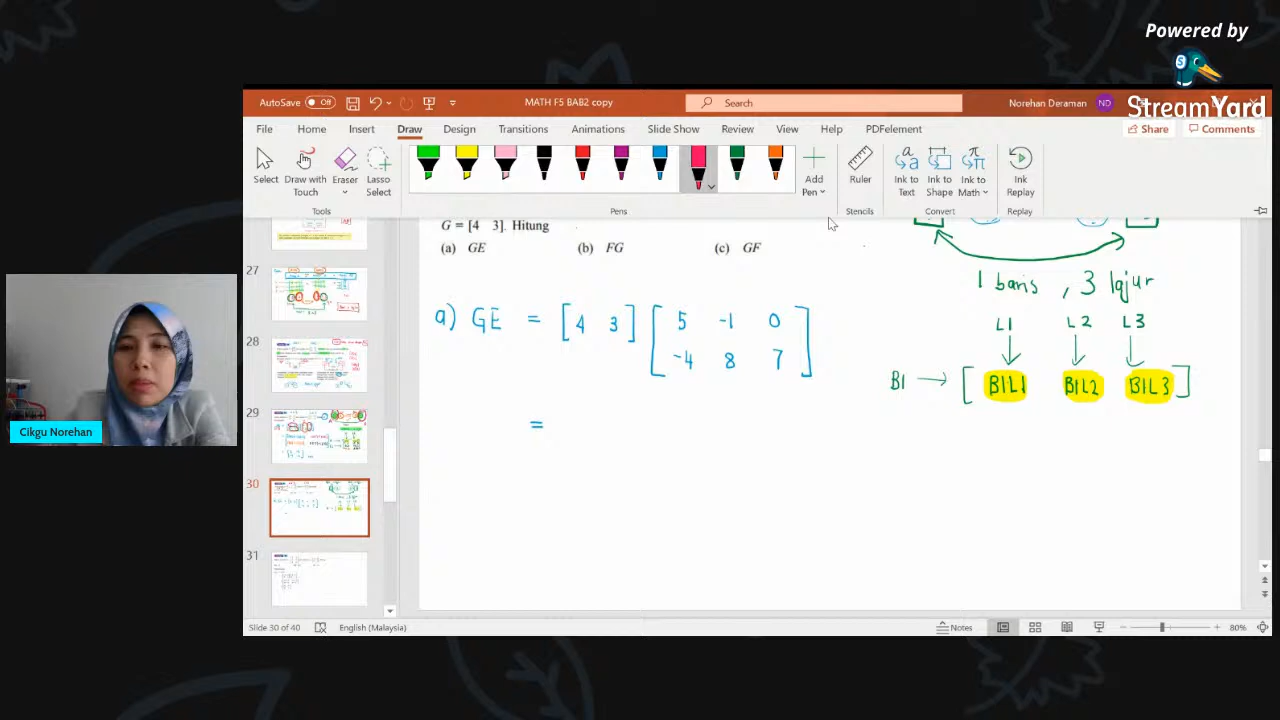 Powered by
StreamYard
AutoSave Off
MATH F5 BAB2 copy
Search
Norehan Deraman ND
File Home Insert Draw Design Transitions Animations Slide Show Review View Help PDFelement
Share Comments
Select
Draw with Touch
Eraser
Lasso Select
Add Pen
Ruler
Ink to Text
Ink to Shape
Ink to Math
Ink Replay
Tools Pens Stencils Convert Replay
G = [4 3]. Hitung
(a) GE (b) FG (c) GF
1 baris , 3 lajur
L1 L2 L3
B1 → [ B1L1 B1L2 B1L3 ]
a) GE = [ 4 3 ] [ 5 -1 0
-4 8 7 ]
=
27
28
29
30
31
Cikgu Norehan
Slide 30 of 40 English (Malaysia) Notes 80%